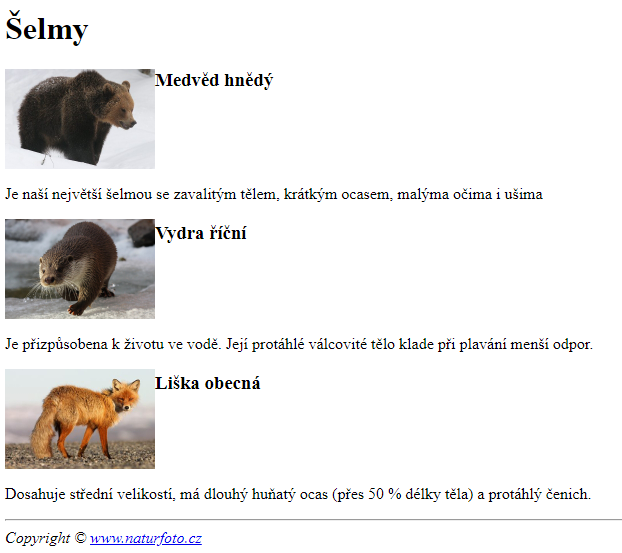 Šelmy
Medvěd hnědý
Je naší největší šelmou se zavalitým tělem, krátkým ocasem, malýma očima i ušima
Vydra říční
Je přizpůsobena k životu ve vodě. Její protáhlé válcovité tělo klade při plavání menší odpor.
Liška obecná
Dosahuje střední velikostí, má dlouhý huňatý ocas (přes 50 % délky těla) a protáhlý čenich.
Copyright © www.naturfoto.cz